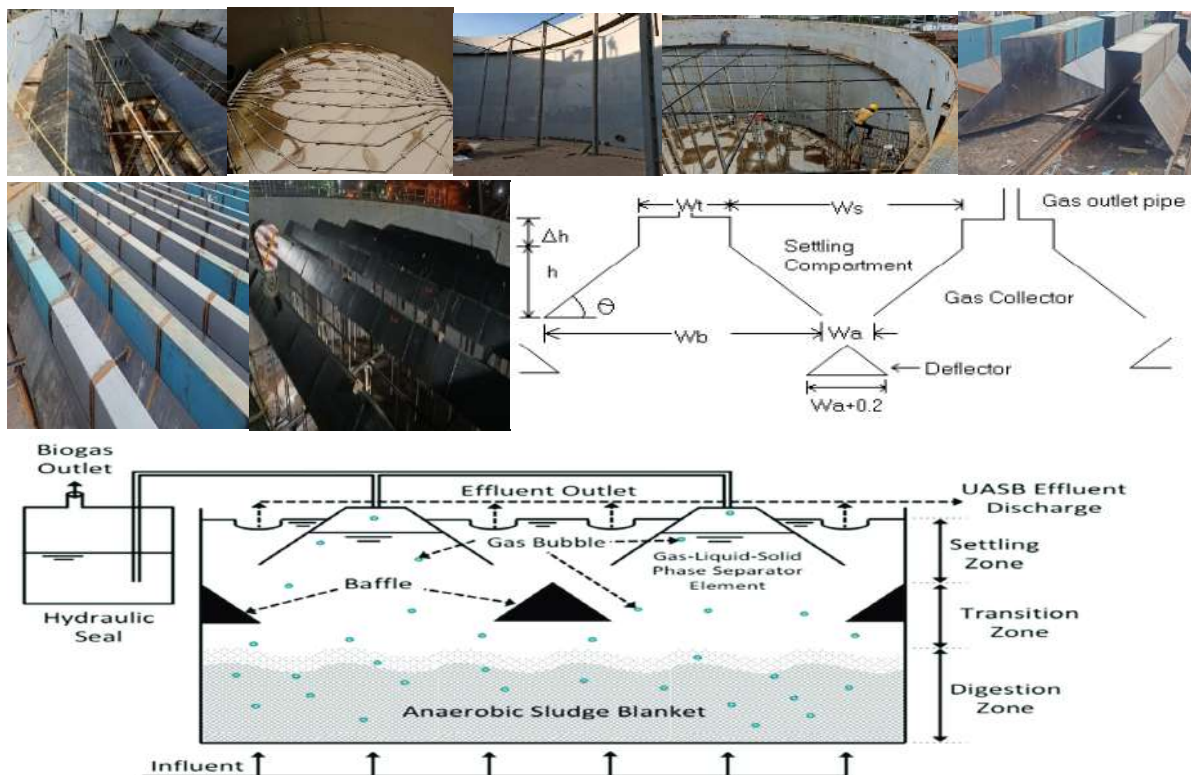 Wt
Ws
Gas outlet pipe
Δh
h
Settling
Compartment
θ
Gas Collector
Wb
Wa
Deflector
Wa+0.2
Biogas
Outlet
Effluent Outlet
UASB Effluent
Discharge
Gas Bubble
Gas-Liquid-Solid
Phase Separator
Element
Settling
Zone
Baffle
Hydraulic
Seal
Transition
Zone
Anaerobic Sludge Blanket
Digestion
Zone
Influent